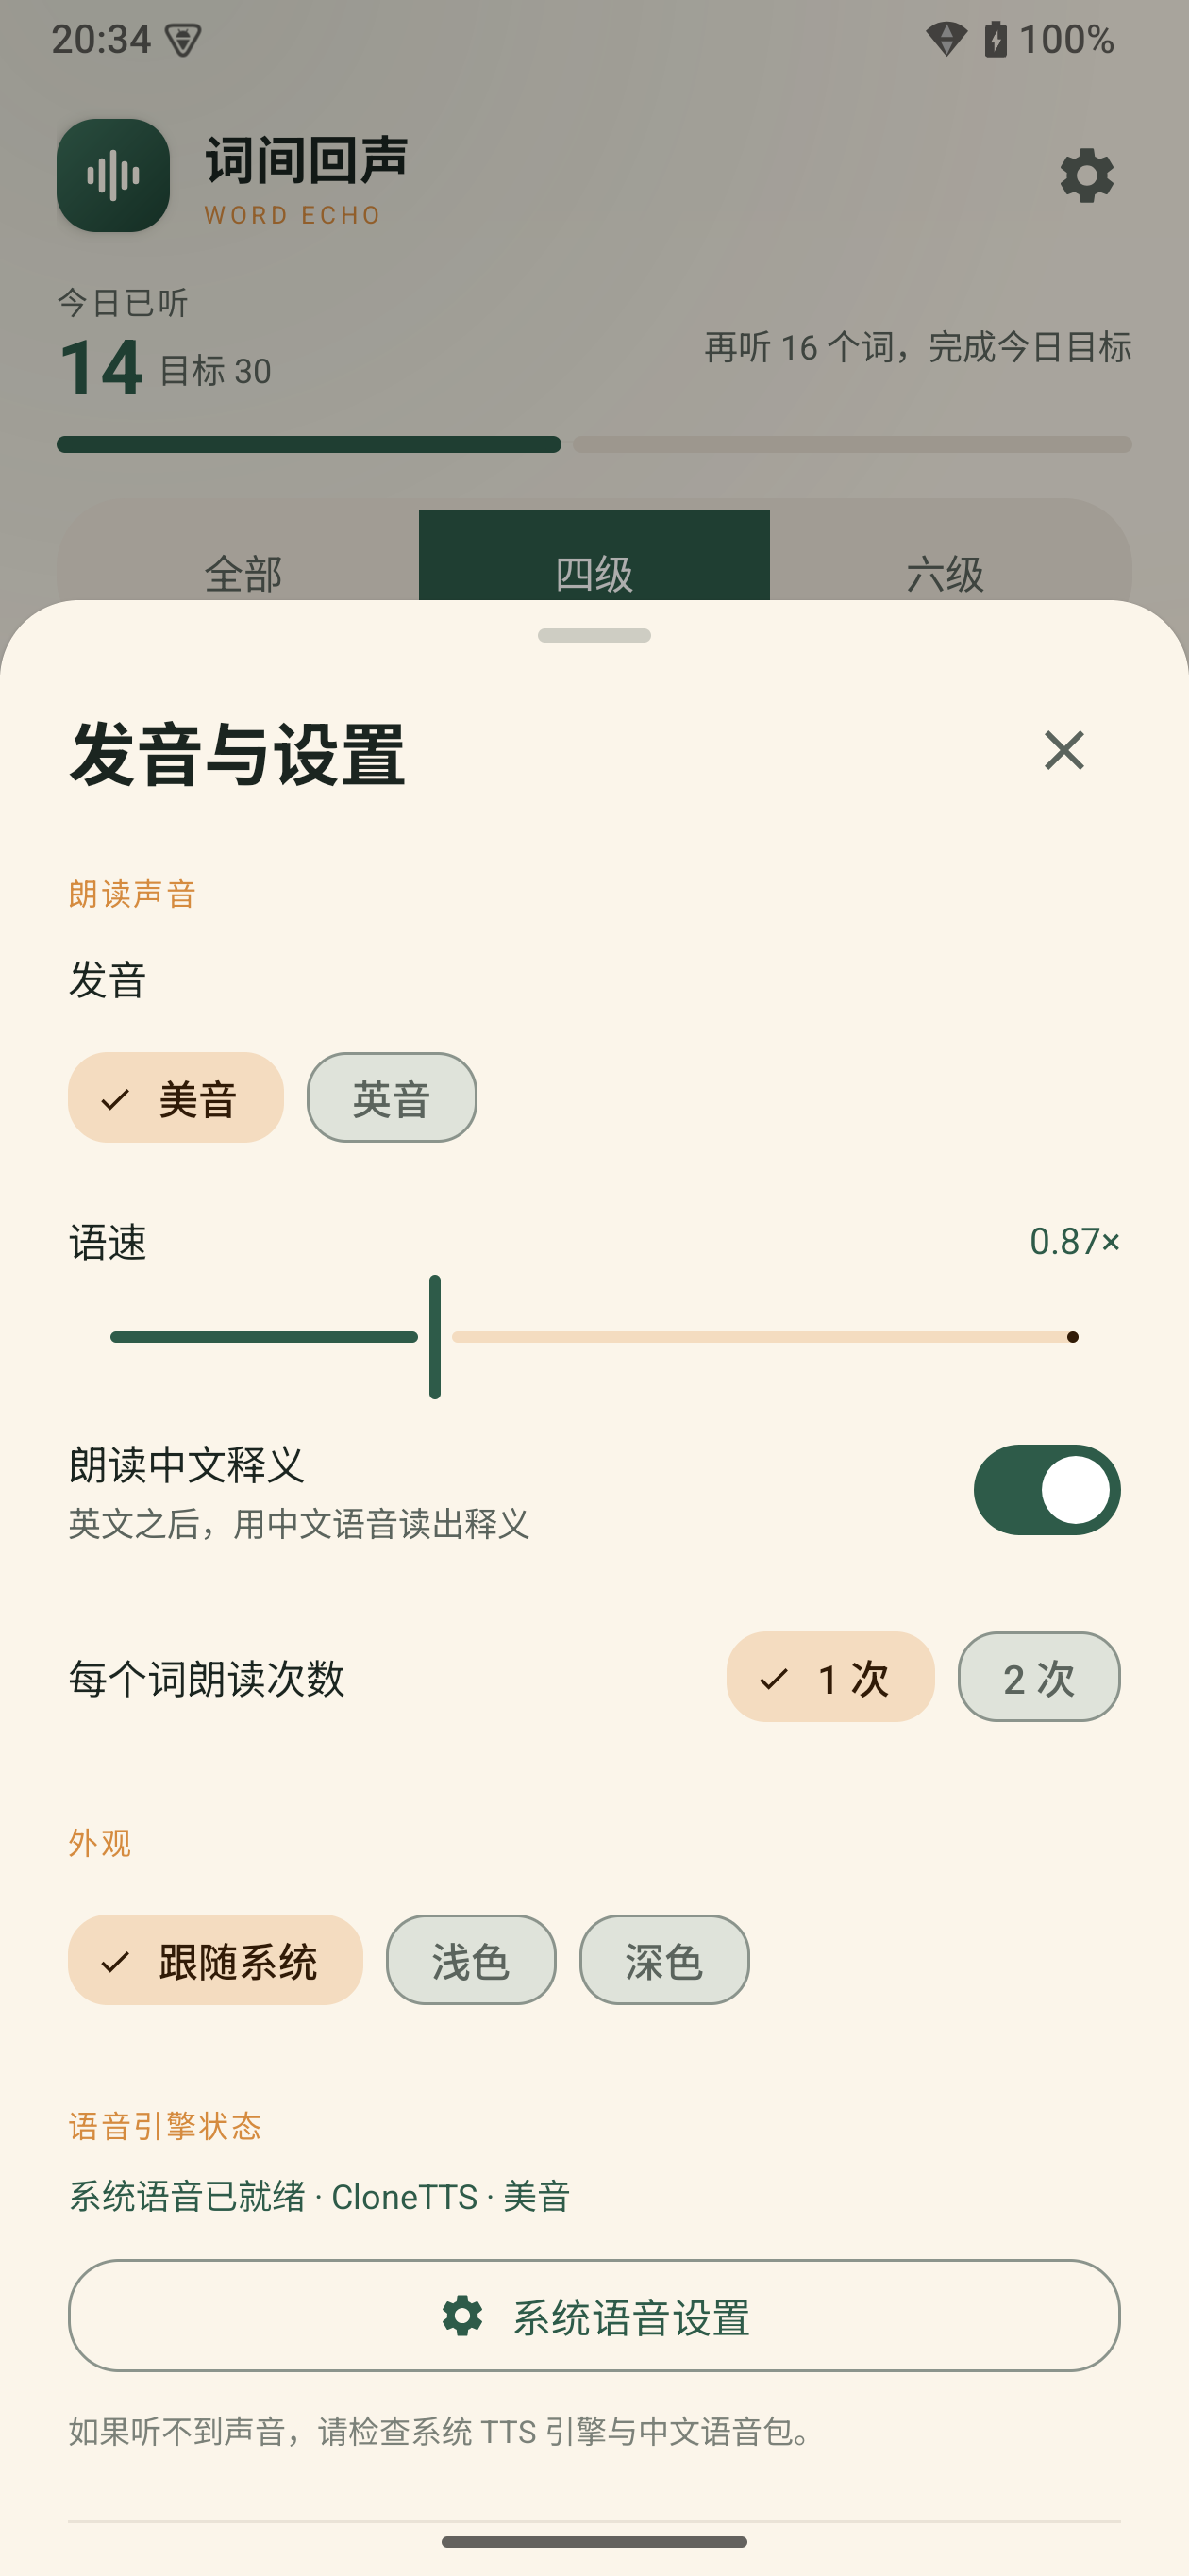 20:34
100%
词间回声
WORD ECHO
今日已听
14 目标 30
再听 16 个词，完成今日目标
全部 四级 六级
发音与设置
朗读声音
发音
美音 英音
语速 0.87×
朗读中文释义
英文之后，用中文语音读出释义
每个词朗读次数 1 次 2 次
外观
跟随系统 浅色 深色
语音引擎状态
系统语音已就绪 · CloneTTS · 美音
系统语音设置
如果听不到声音，请检查系统 TTS 引擎与中文语音包。